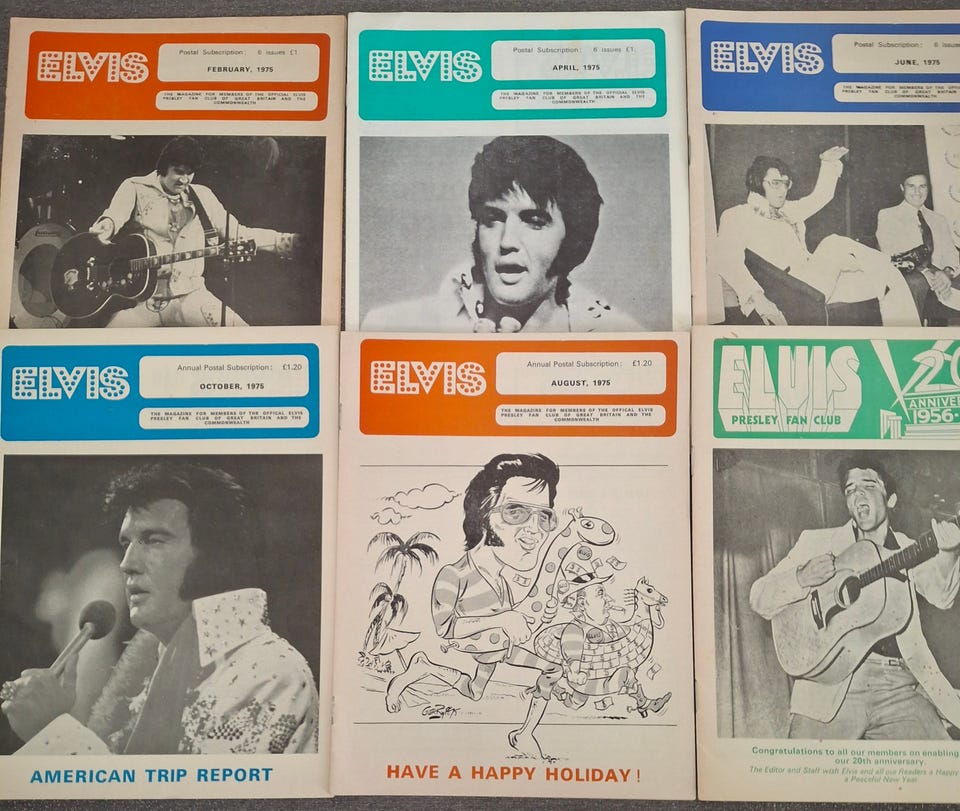 ELVIS
Postal Subscription: 6 issues £1.
FEBRUARY, 1975
THE MAGAZINE FOR MEMBERS OF THE OFFICIAL ELVIS
PRESLEY FAN CLUB OF GREAT BRITAIN AND THE
COMMONWEALTH
ELVIS
Postal Subscription: 6 issues £1.
APRIL, 1975
THE MAGAZINE FOR MEMBERS OF THE OFFICIAL ELVIS
PRESLEY FAN CLUB OF GREAT BRITAIN AND THE
COMMONWEALTH
ELVIS
Postal Subscription: 6
JUNE, 1975
THE MAGAZINE FOR MEMBERS OF THE
PRESLEY FAN CLUB OF GREAT BRITAIN
COMMONWEALTH
ELVIS
Annual Postal Subscription: £1.20
OCTOBER, 1975
THE MAGAZINE FOR MEMBERS OF THE OFFICAL ELVIS
PRESLEY FAN CLUB OF GREAT BRITAIN AND THE
COMMONWEALTH
AMERICAN TRIP REPORT
ELVIS
Annual Postal Subscription: £1.20
AUGUST, 1975
THE MAGAZINE FOR MEMBERS OF THE OFFICAL ELVIS
PRESLEY FAN CLUB OF GREAT BRITAIN AND THE
COMMONWEALTH
ELVIS
HAVE A HAPPY HOLIDAY!
ELVIS
PRESLEY FAN CLUB
20
ANNIVE
1956-
Congratulations to all our members on enabling
our 20th anniversary.
The Editor and Staff wish Elvis and all our Readers a Happy
a Peaceful New Year